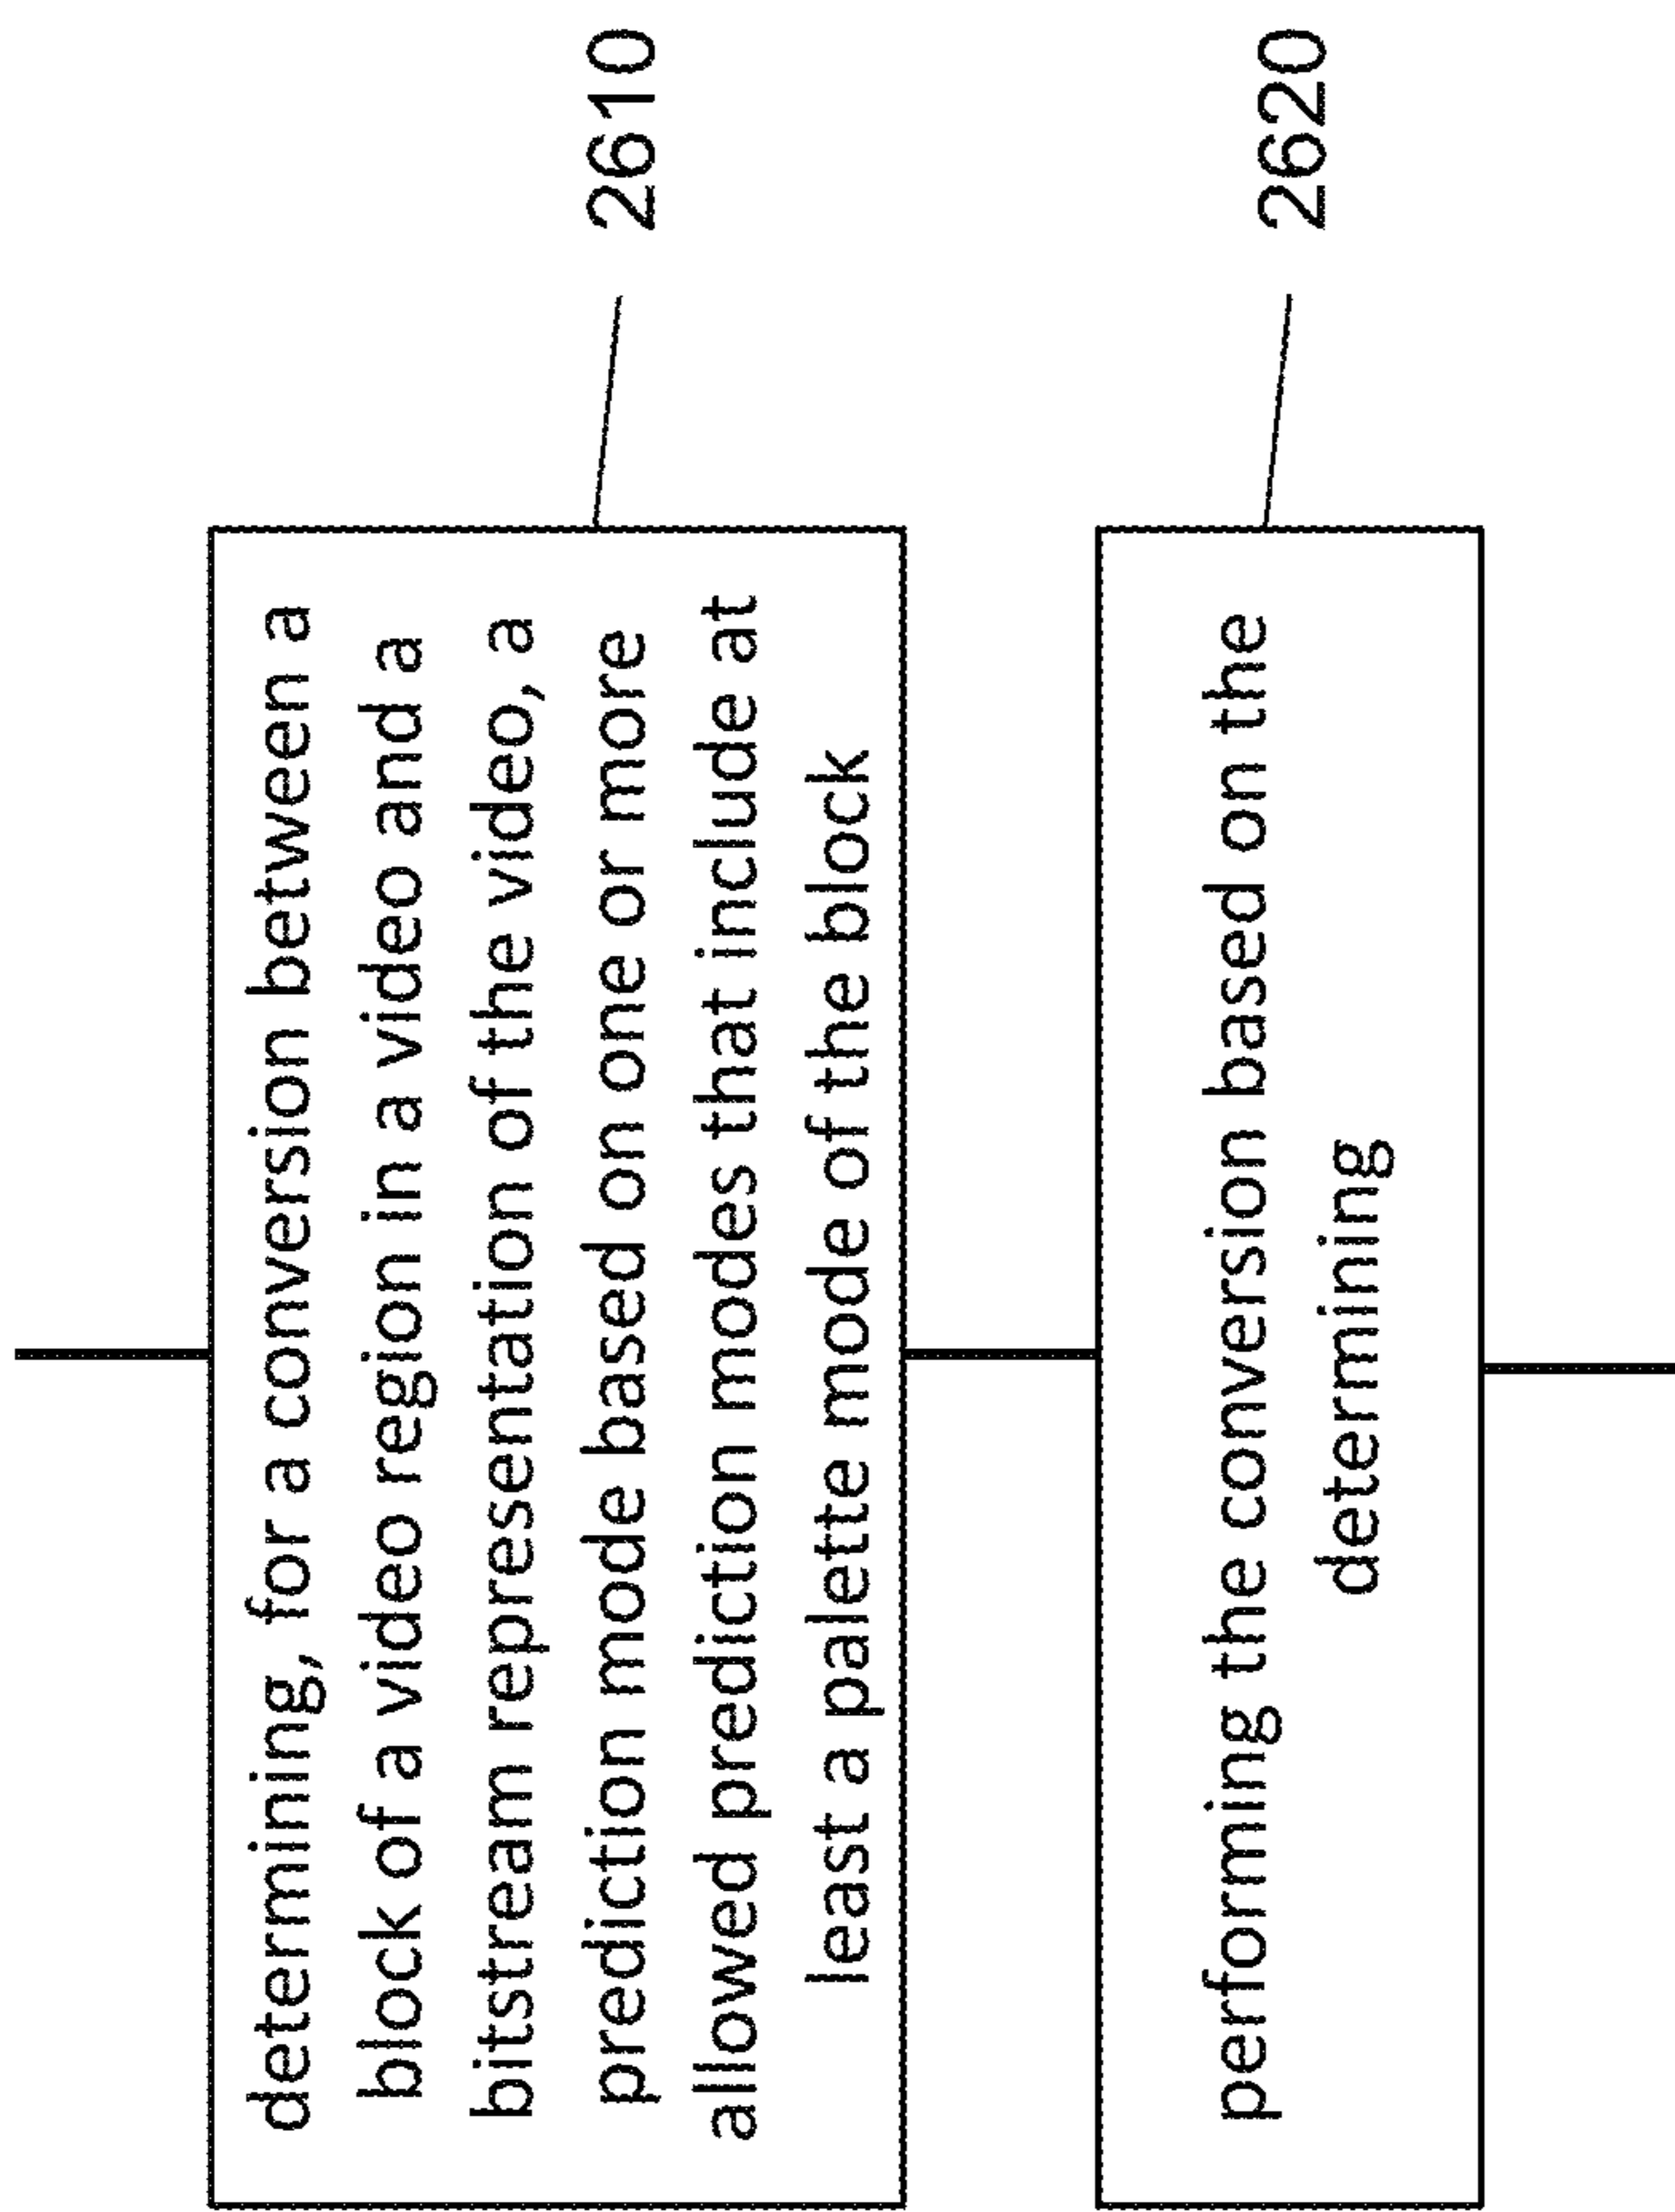 determining, for a conversion between a
block of a video region in a video and a
bitstream representation of the video, a
prediction mode based on one or more
allowed prediction modes that include at
least a palette mode of the block
2610
performing the conversion based on the
determining
2620